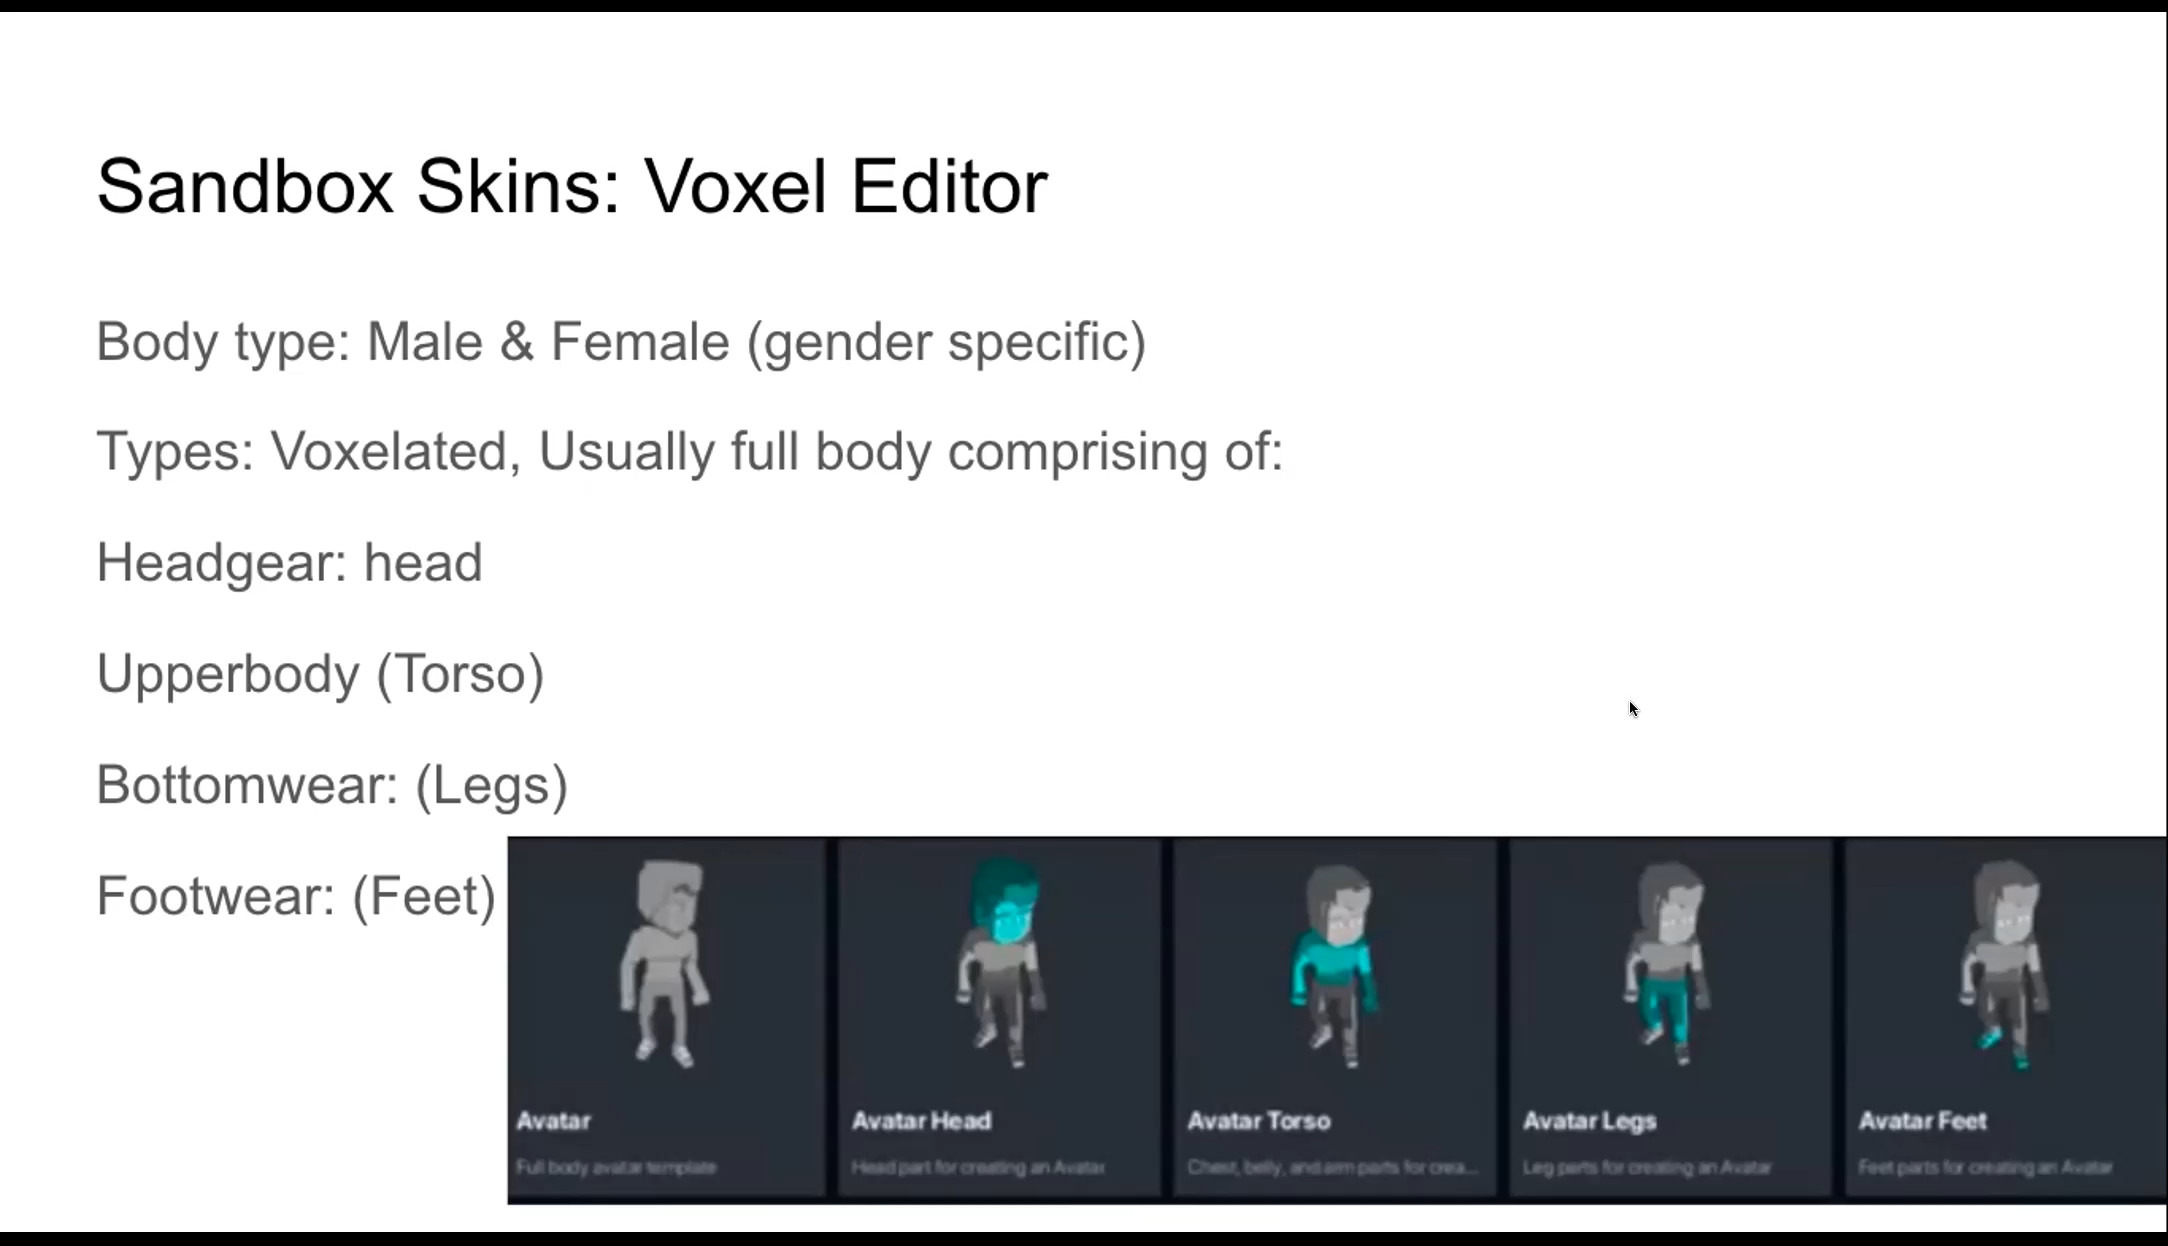 Sandbox Skins: Voxel Editor
Body type: Male & Female (gender specific)
Types: Voxelated, Usually full body comprising of:
Headgear: head
Upperbody (Torso)
Bottomwear: (Legs)
Footwear: (Feet)
Avatar
Full body avatar template
Avatar Head
Head part for creating an Avatar
Avatar Torso
Chest, belly, and arm parts for crea...
Avatar Legs
Leg parts for creating an Avatar
Avatar Feet
Feet parts for creating an Avatar